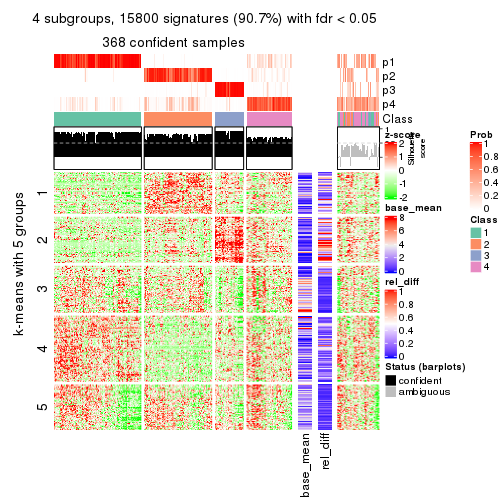 4 subgroups, 15800 signatures (90.7%) with fdr < 0.05
368 confident samples
p1
p2
p3
p4
Class
1
Silhouette
score
k-means with 5 groups
1
2
3
4
5
base_mean
rel_diff
z-score
2
1
0
-1
-2
base_mean
8
6
4
2
0
rel_diff
1
0.8
0.6
0.4
0.2
0
Status (barplots)
confident
ambiguous
Prob
1
0.8
0.6
0.4
0.2
0
Class
1
2
3
4